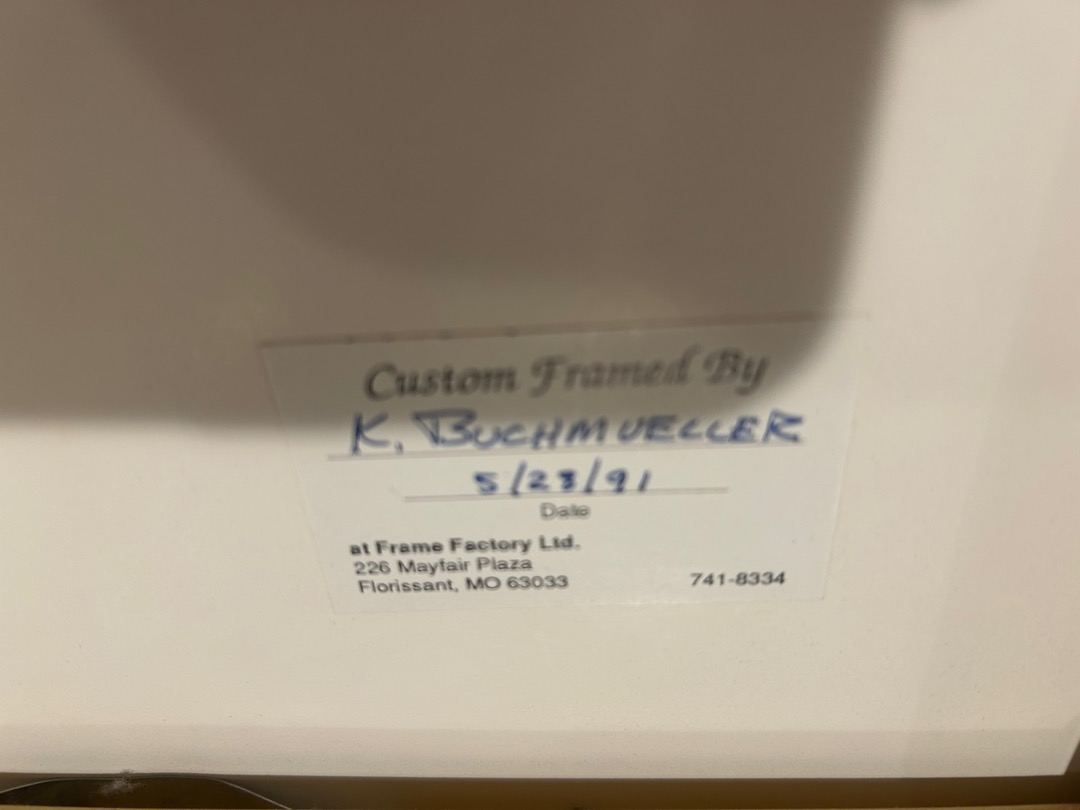 Custom Framed By
K. BUCHMUELLER
5/28/91
Date
at Frame Factory Ltd.
226 Mayfair Plaza
Florissant, MO 63033 741-8334